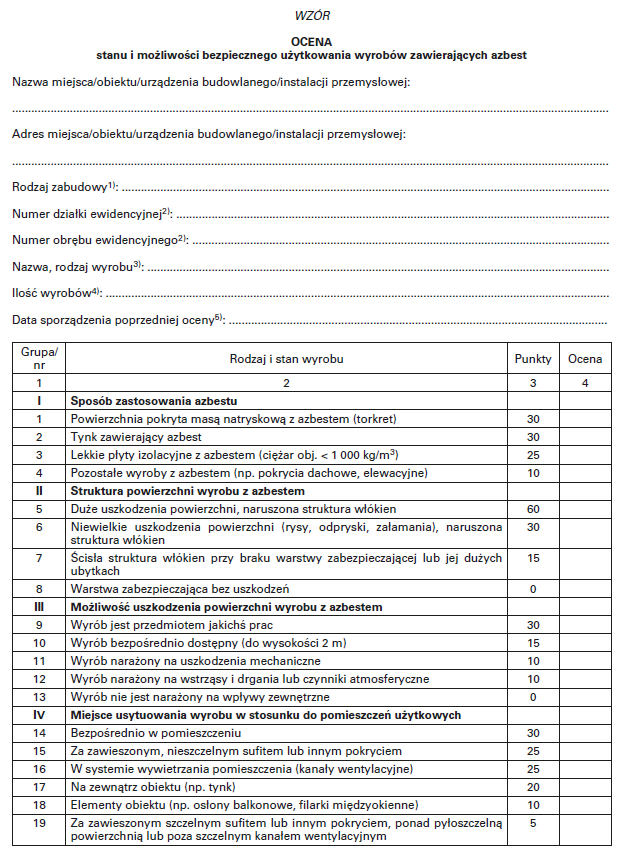 WZÓR
OCENA
stanu i możliwości bezpiecznego użytkowania wyrobów zawierających azbest
Nazwa miejsca/obiektu/urządzenia budowlanego/instalacji przemysłowej:
Adres miejsca/obiektu/urządzenia budowlanego/instalacji przemysłowej:
Rodzaj zabudowy1):
Numer działki ewidencyjnej2):
Numer obrębu ewidencyjnego2):
Nazwa, rodzaj wyrobu3):
Ilość wyrobów4):
Data sporządzenia poprzedniej oceny5):
Grupa/ nr Rodzaj i stan wyrobu Punkty Ocena
1 2 3 4
I Sposób zastosowania azbestu
1 Powierzchnia pokryta masą natryskową z azbestem (torkret) 30
2 Tynk zawierający azbest 30
3 Lekkie płyty izolacyjne z azbestem (ciężar obj. < 1 000 kg/m3) 25
4 Pozostałe wyroby z azbestem (np. pokrycia dachowe, elewacyjne) 10
II Struktura powierzchni wyrobu z azbestem
5 Duże uszkodzenia powierzchni, naruszona struktura włókien 60
6 Niewielkie uszkodzenia powierzchni (rysy, odpryski, załamania), naruszona 30
struktura włókien
7 Ścisła struktura włókien przy braku warstwy zabezpieczającej lub jej dużych 15
ubytkach
8 Warstwa zabezpieczająca bez uszkodzeń 0
III Możliwość uszkodzenia powierzchni wyrobu z azbestem
9 Wyrób jest przedmiotem jakichś prac 30
10 Wyrób bezpośrednio dostępny (do wysokości 2 m) 15
11 Wyrób narażony na uszkodzenia mechaniczne 10
12 Wyrób narażony na wstrząsy i drgania lub czynniki atmosferyczne 10
13 Wyrób nie jest narażony na wpływy zewnętrzne 0
IV Miejsce usytuowania wyrobu w stosunku do pomieszczeń użytkowych
14 Bezpośrednio w pomieszczeniu 30
15 Za zawieszonym, nieszczelnym sufitem lub innym pokryciem 25
16 W systemie wywietrzania pomieszczenia (kanały wentylacyjne) 25
17 Na zewnątrz obiektu (np. tynk) 20
18 Elementy obiektu (np. osłony balkonowe, filarki międzyokienne) 10
19 Za zawieszonym szczelnym sufitem lub innym pokryciem, ponad pyłoszczelną 5
powierzchnią lub poza szczelnym kanałem wentylacyjnym